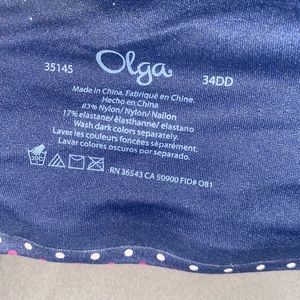 35145 Olga 34DD
Made in China. Fabriqué en Chine.
Hecho en China
83% Nylon/ Nylon/ Nailon
17% elastane/ élasthanne/ elastano
Wash dark colors separately.
Laver les couleurs foncées séparément.
Lavar colores oscuros por separado.
30C
RN 36543 CA 50900 FID# OB1